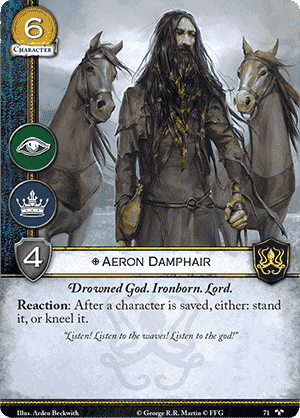 6
CHARACTER
4
AERON DAMPHAIR
Drowned God. Ironborn. Lord.
Reaction: After a character is saved, either: stand
it, or kneel it.
"Listen! Listen to the waves! Listen to the god!"
Illus. Arden Beckwith © George R.R. Martin © FFG 71